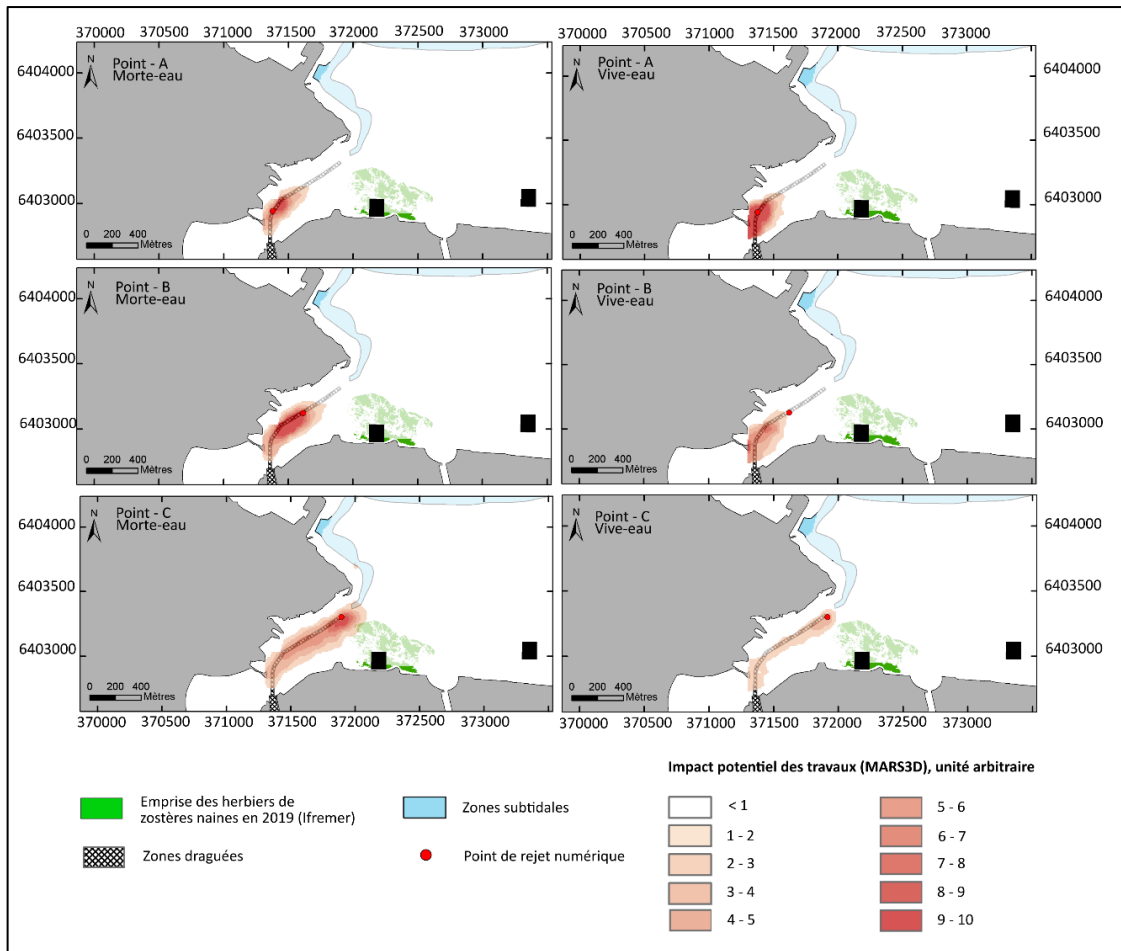 370000 370500 371000 371500 372000 372500 373000
370000 370500 371000 371500 372000 372500 373000
6404000
6403500
6403000
Point - A
Morte-eau
N
0 200 400
Mètres
Point - A
Vive-eau
N
0 200 400
Mètres
6404000
6403500
6403000
6404000
6403500
6403000
Point - B
Morte-eau
N
0 200 400
Mètres
Point - B
Vive-eau
N
0 200 400
Mètres
6404000
6403500
6403000
6404000
6403500
6403000
Point - C
Morte-eau
N
0 200 400
Mètres
Point - C
Vive-eau
N
0 200 400
Mètres
6404000
6403500
6403000
370000 370500 371000 371500 372000 372500 373000
370000 370500 371000 371500 372000 372500 373000
Emprise des herbiers de
zostères naines en 2019 (Ifremer)
Zones subtidales
Zones draguées
Point de rejet numérique
Impact potentiel des travaux (MARS3D), unité arbitraire
< 1
1 - 2
2 - 3
3 - 4
4 - 5
5 - 6
6 - 7
7 - 8
8 - 9
9 - 10